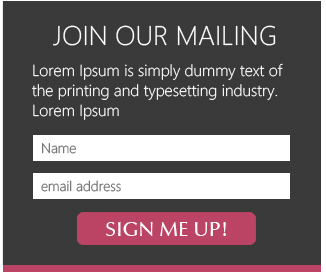 JOIN OUR MAILING
Lorem Ipsum is simply dummy text of
the printing and typesetting industry.
Lorem Ipsum
Name
email address
SIGN ME UP!